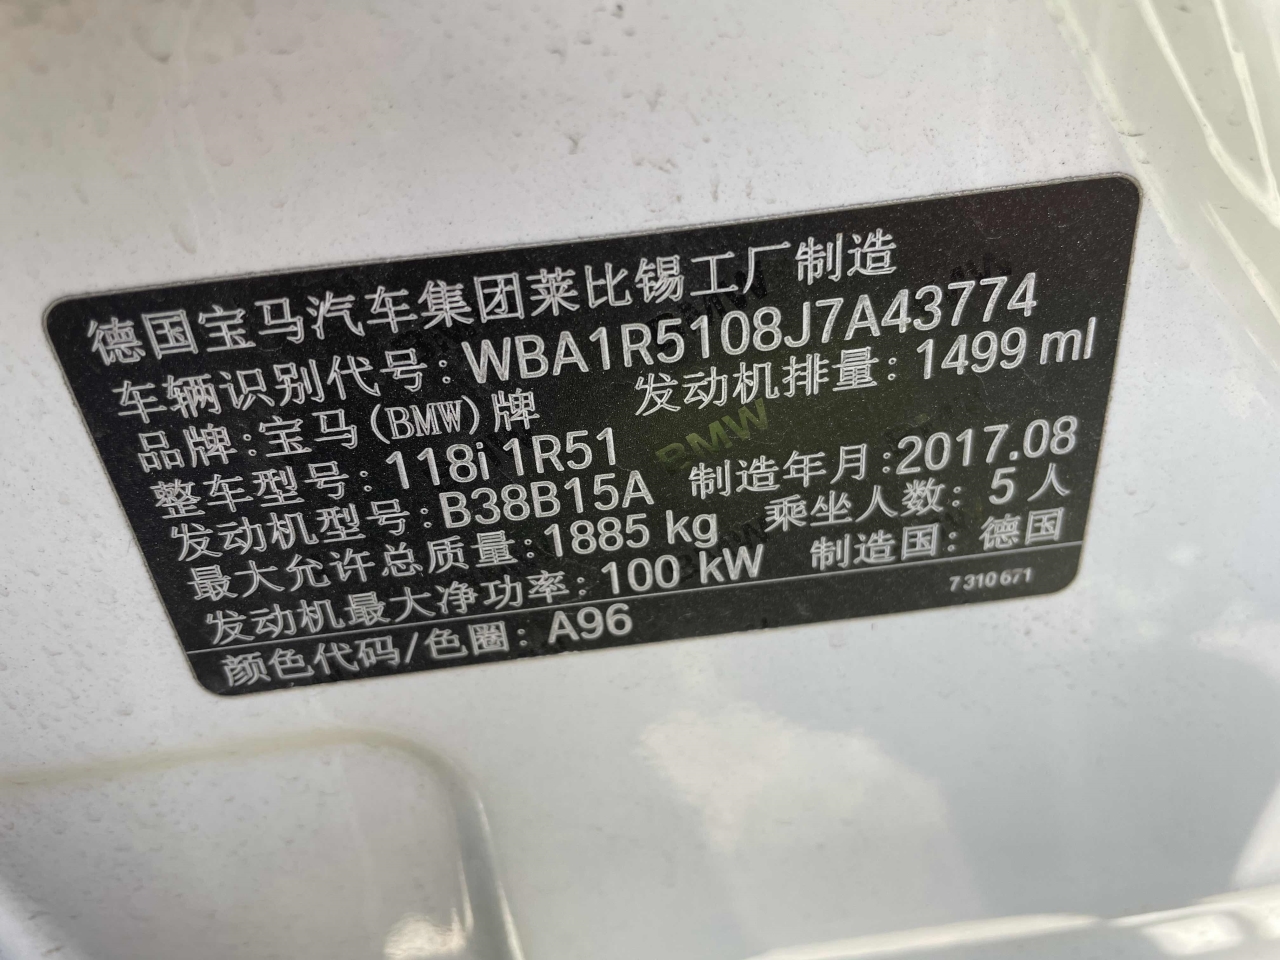 德国宝马汽车集团莱比锡工厂制造
车辆识别代号: WBA1R5108J7A43774
品牌:宝马(BMW)牌 发动机排量: 1499 ml
整车型号: 118i 1R51
发动机型号: B38B15A 制造年月:2017.08
最大允许总质量:1885 kg 乘坐人数: 5 人
发动机最大净功率: 100 kW 制造国: 德国
颜色代码/色圈: A96 7310671
BMW